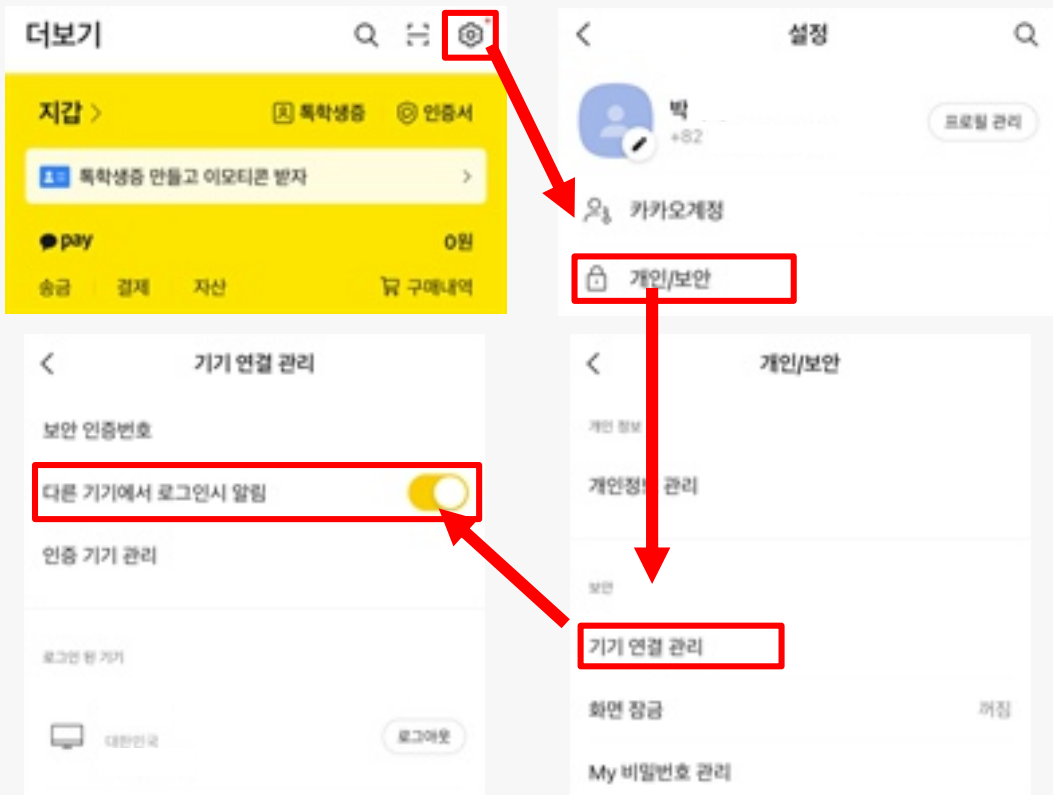 더보기
지갑 >
톡학생증
인증서
톡학생증 만들고 이모티콘 받자 >
pay
0원
송금
결제
자산
구매내역
설정
박
+82
프로필 관리
카카오계정
개인/보안
기기 연결 관리
보안 인증번호
다른 기기에서 로그인시 알림
인증 기기 관리
로그인 된 기기
대한민국
로그아웃
개인/보안
개인 정보
개인정보 관리
보안
기기 연결 관리
화면 잠금
꺼짐
My 비밀번호 관리